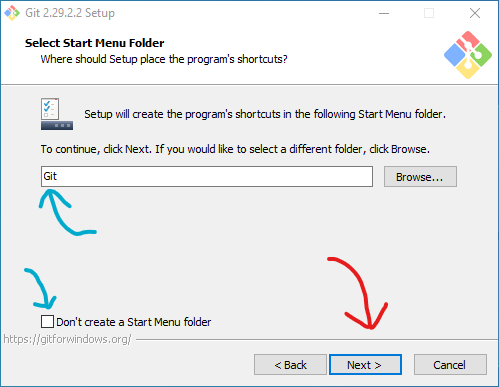 Git 2.29.2.2 Setup
Select Start Menu Folder
Where should Setup place the program's shortcuts?
Setup will create the program's shortcuts in the following Start Menu folder.
To continue, click Next. If you would like to select a different folder, click Browse.
Git
Browse...
Don't create a Start Menu folder
https://gitforwindows.org/
< Back
Next >
Cancel